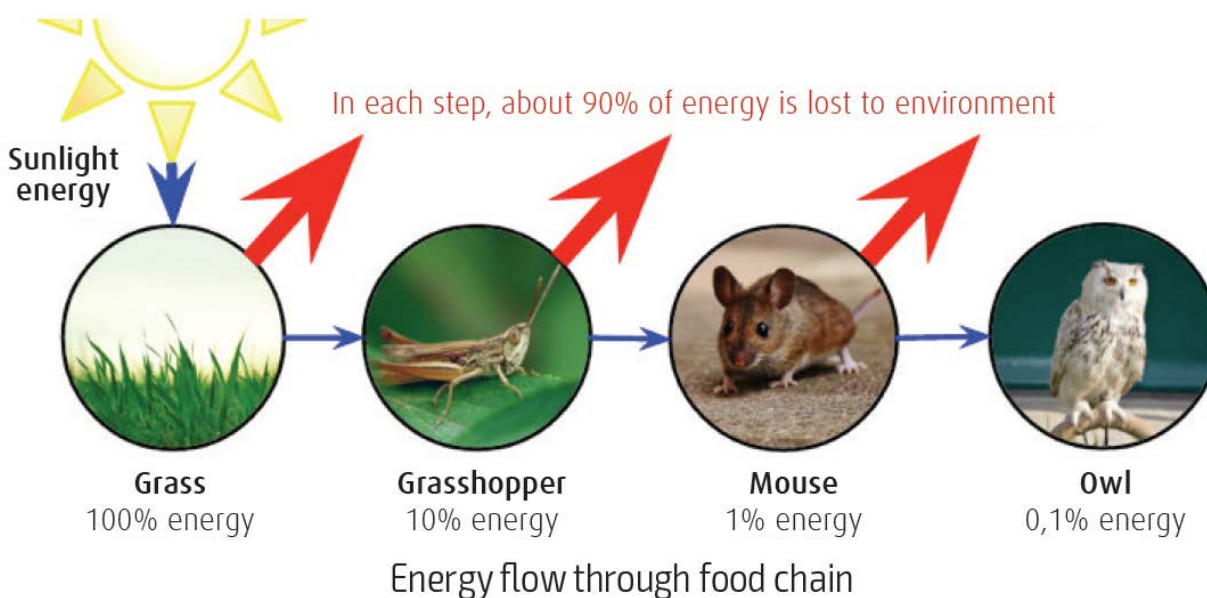 In each step, about 90% of energy is lost to environment
Sunlight
energy
Grass
100% energy
Grasshopper
10% energy
Mouse
1% energy
Owl
0,1% energy
Energy flow through food chain